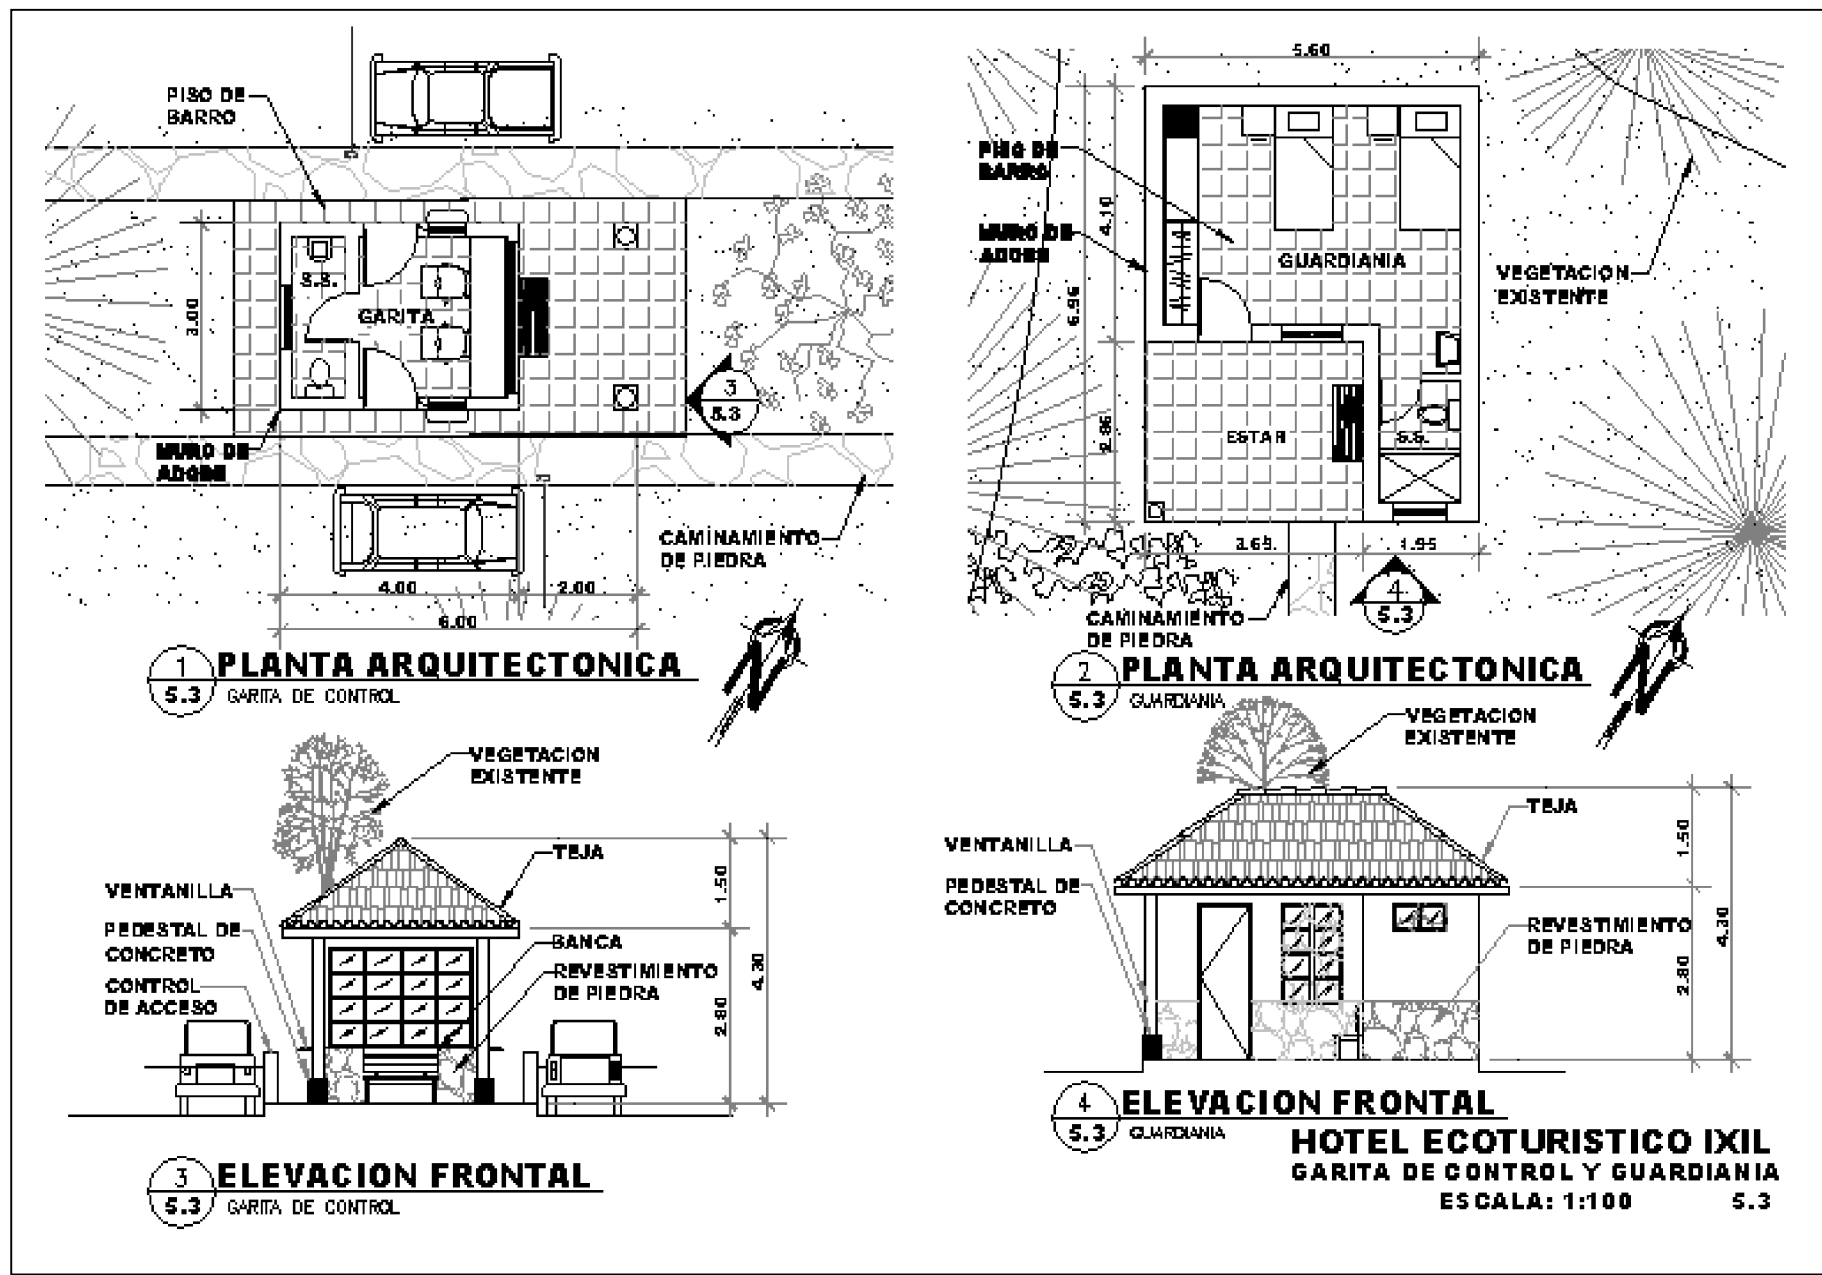 PISO DE
BARRO
S.S.
GARITA
3.00
MURO DE
ADOBE
3
5.3
CAMINAMIENTO
DE PIEDRA
4.00
2.00
6.00
1
5.3
PLANTA ARQUITECTONICA
GARITA DE CONTROL
5.60
PISO DE
BARRO
MURO DE
ADOBE
4.10
6.96
2.86
GUARDIANIA
ESTAR
S.S.
VEGETACION
EXISTENTE
3.65
1.95
4
5.3
CAMINAMIENTO
DE PIEDRA
2
5.3
PLANTA ARQUITECTONICA
GUARDIANIA
VEGETACION
EXISTENTE
TEJA
VENTANILLA
PEDESTAL DE
CONCRETO
CONTROL
DE ACCESO
BANCA
REVESTIMIENTO
DE PIEDRA
1.50
2.80
4.30
3
5.3
ELEVACION FRONTAL
GARITA DE CONTROL
VEGETACION
EXISTENTE
TEJA
VENTANILLA
PEDESTAL DE
CONCRETO
REVESTIMIENTO
DE PIEDRA
1.50
2.80
4.30
4
5.3
ELEVACION FRONTAL
GUARDIANIA
HOTEL ECOTURISTICO IXIL
GARITA DE CONTROL Y GUARDIANIA
ESCALA: 1:100 5.3